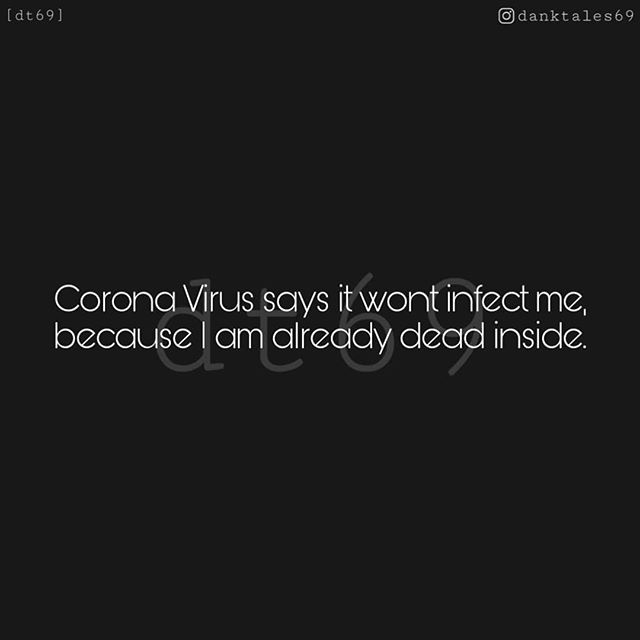 [dt69]
danktales69
Corona Virus says it wont infect me,
because I am already dead inside.
dt69